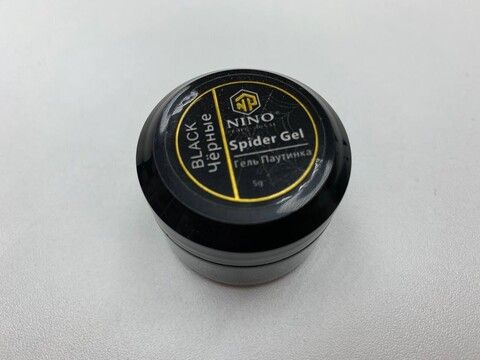 BLACK
Чёрные
NINO®
Spider Gel
Гель Паутинка
5g